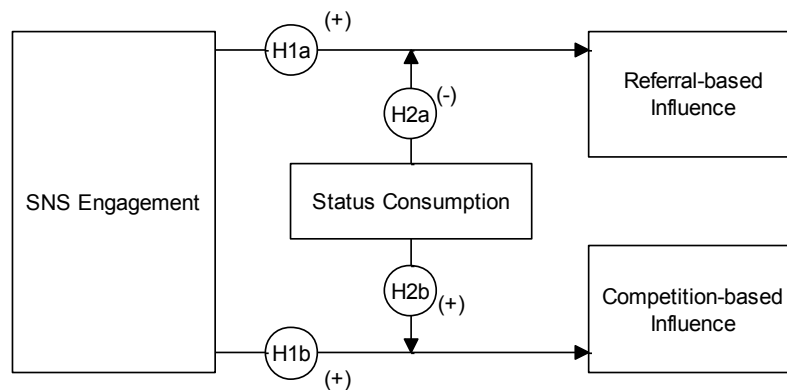 H1a
(+)
Referral-based
Influence
H2a
(-)
SNS Engagement
Status Consumption
H2b
(+)
Competition-based
Influence
H1b
(+)